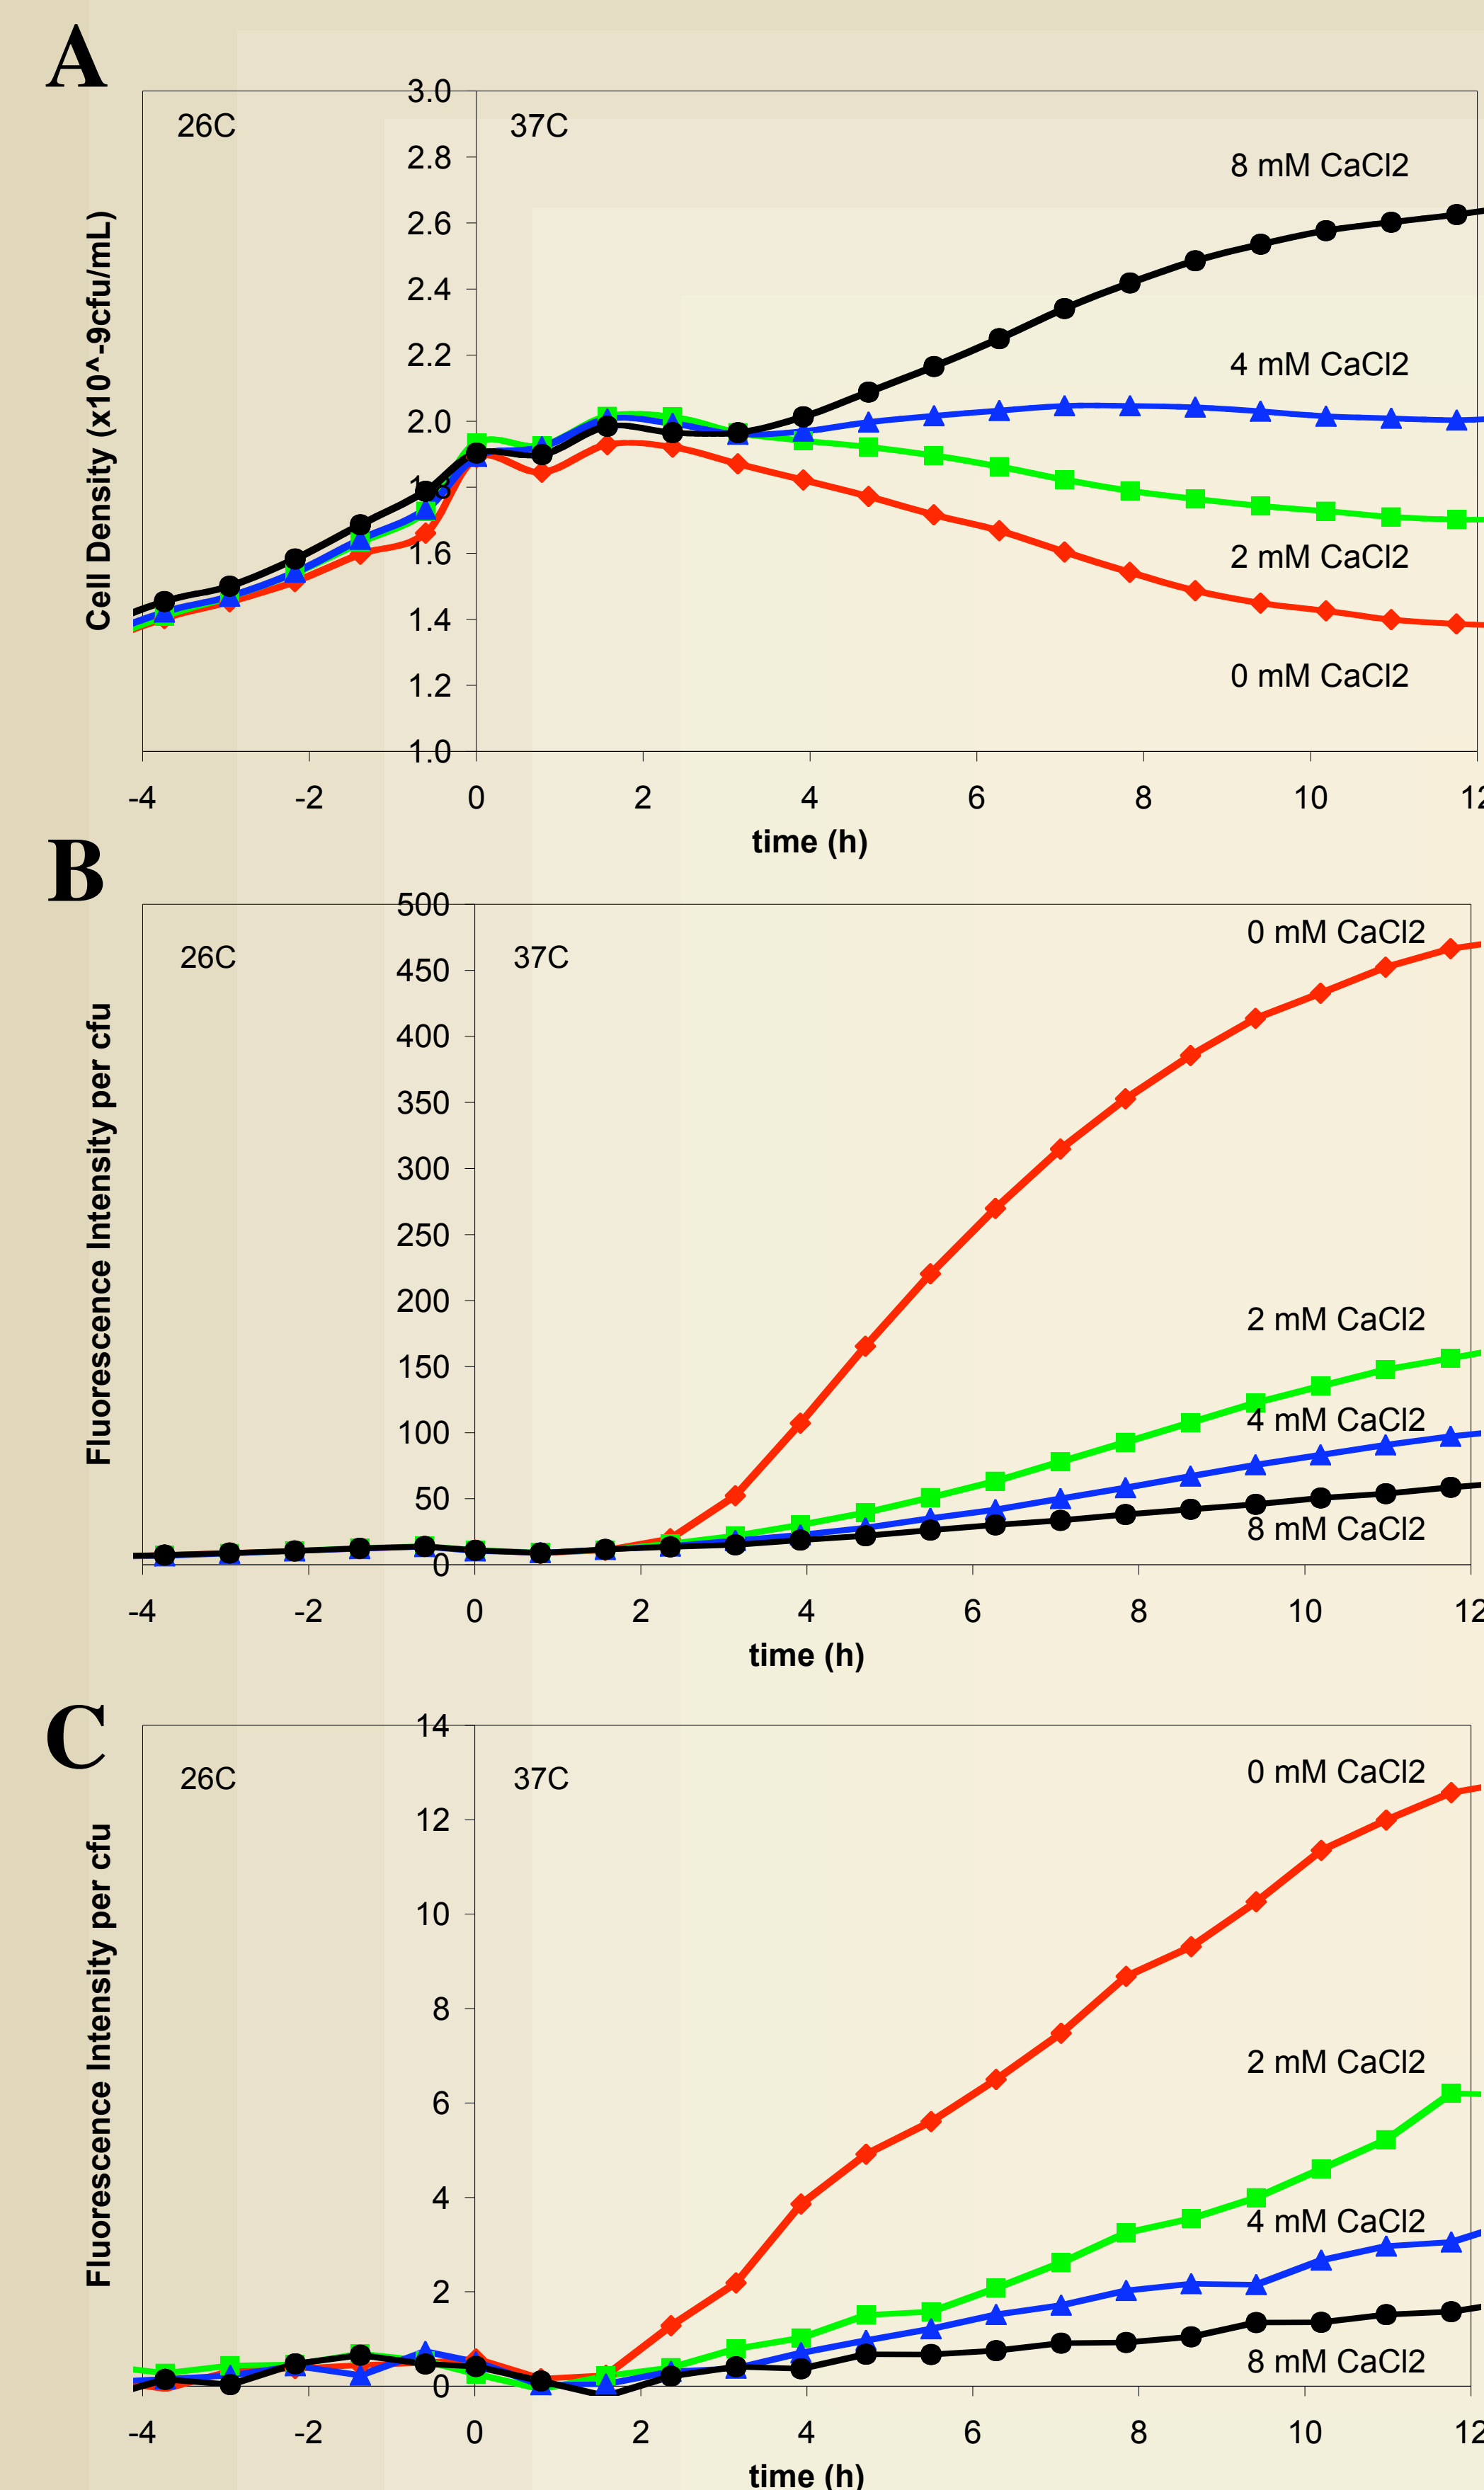 A
26C
37C
8 mM CaCl2
4 mM CaCl2
2 mM CaCl2
0 mM CaCl2
Cell Density (x10^-9cfu/mL)
3.0
2.8
2.6
2.4
2.2
2.0
1.6
1.4
1.2
1.0
-4 -2 0 2 4 6 8 10 12
time (h)
B
26C
37C
0 mM CaCl2
2 mM CaCl2
4 mM CaCl2
8 mM CaCl2
Fluorescence Intensity per cfu
500
450
400
350
300
250
200
150
100
50
0
-4 -2 0 2 4 6 8 10 12
time (h)
C
26C
37C
0 mM CaCl2
2 mM CaCl2
4 mM CaCl2
8 mM CaCl2
Fluorescence Intensity per cfu
14
12
10
8
6
4
2
0
-4 -2 0 2 4 6 8 10 12
time (h)